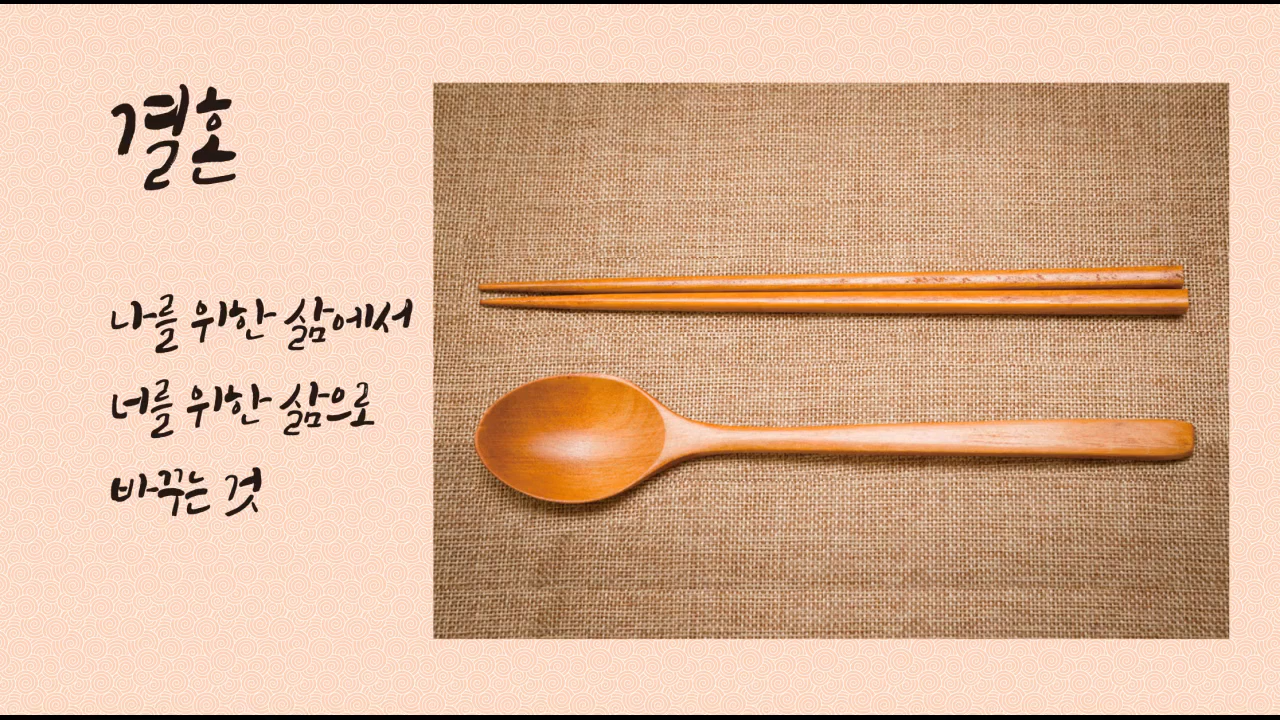 결혼
나를 위한 삶에서
너를 위한 삶으로
바꾸는 것